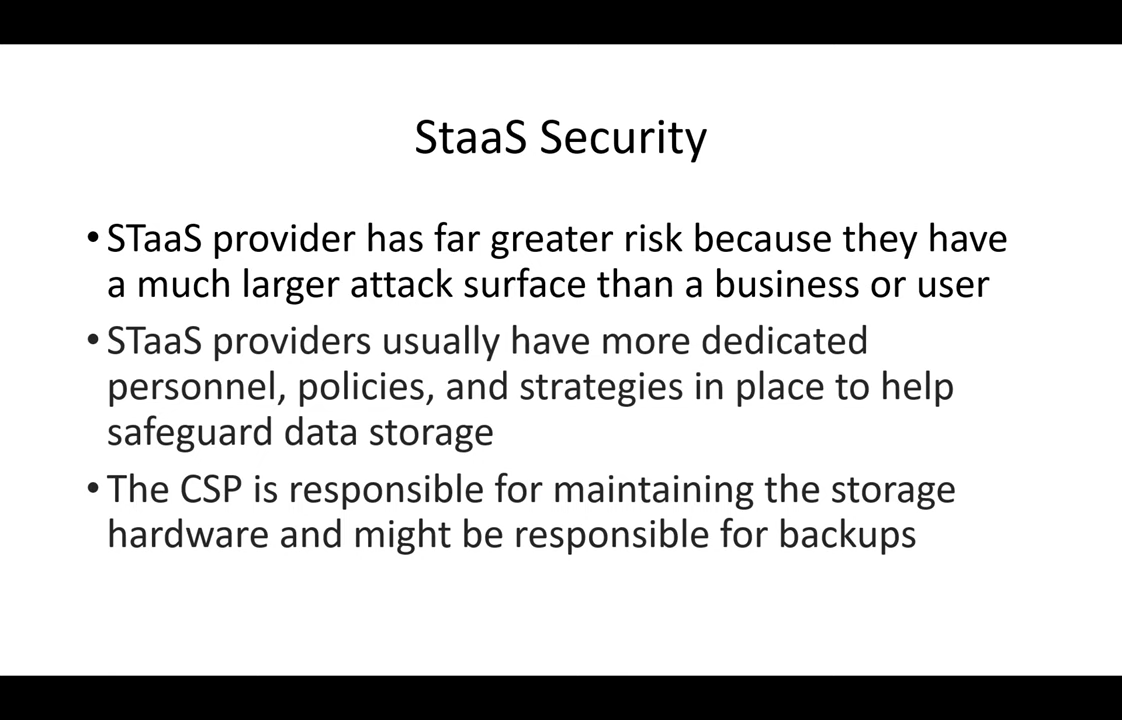 StaaS Security
•STaaS provider has far greater risk because they have
a much larger attack surface than a business or user
•STaaS providers usually have more dedicated
personnel, policies, and strategies in place to help
safeguard data storage
•The CSP is responsible for maintaining the storage
hardware and might be responsible for backups